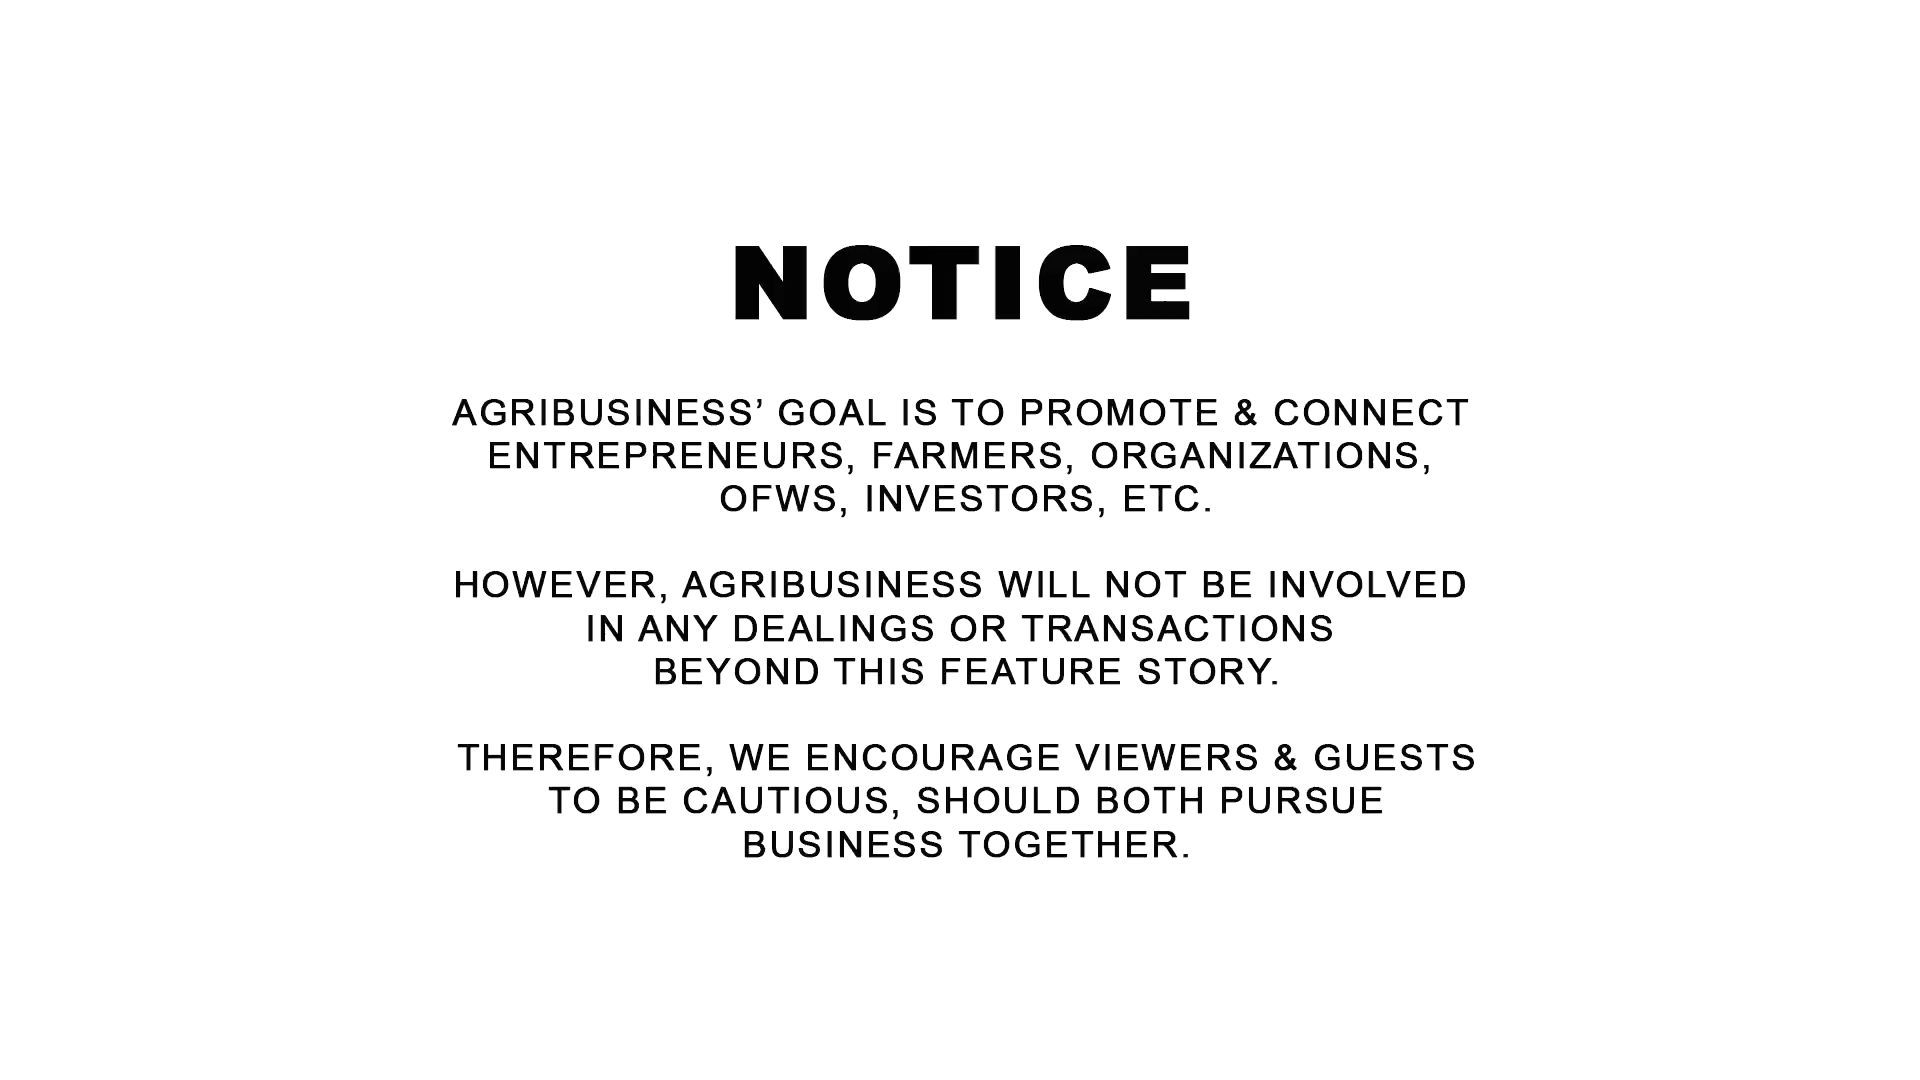 NOTICE
AGRIBUSINESS’ GOAL IS TO PROMOTE & CONNECT
ENTREPRENEURS, FARMERS, ORGANIZATIONS,
OFWS, INVESTORS, ETC.
HOWEVER, AGRIBUSINESS WILL NOT BE INVOLVED
IN ANY DEALINGS OR TRANSACTIONS
BEYOND THIS FEATURE STORY.
THEREFORE, WE ENCOURAGE VIEWERS & GUESTS
TO BE CAUTIOUS, SHOULD BOTH PURSUE
BUSINESS TOGETHER.